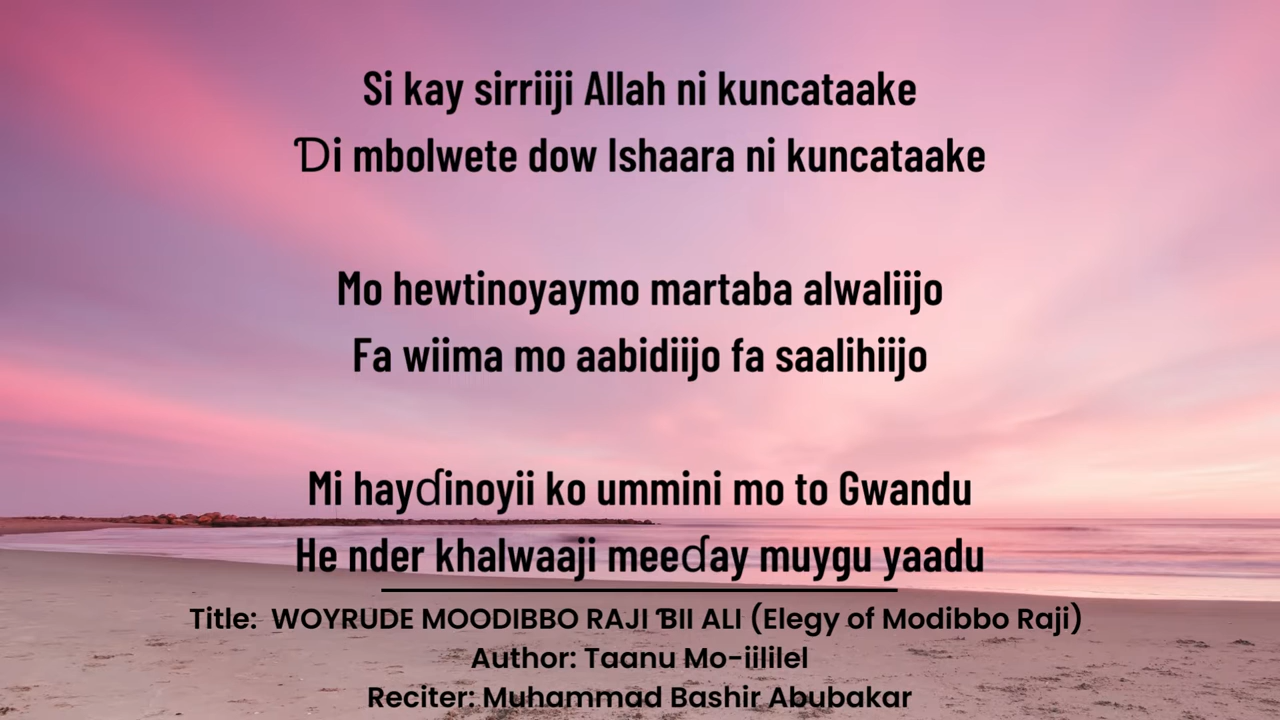 Si kay sirriiji Allah ni kuncataake
Ɗi mbolwete dow Ishaara ni kuncataake
Mo hewtinoyaymo martaba alwaliijo
Fa wiima mo aabidiijo fa saalihiijo
Mi hayɗinoyii ko ummini mo to Gwandu
He nder khalwaaji meeɗay muygu yaadu
Title: WOYRUDE MOODIBBO RAJI ƁII ALI (Elegy of Modibbo Raji)
Author: Taanu Mo-iililel
Reciter: Muhammad Bashir Abubakar